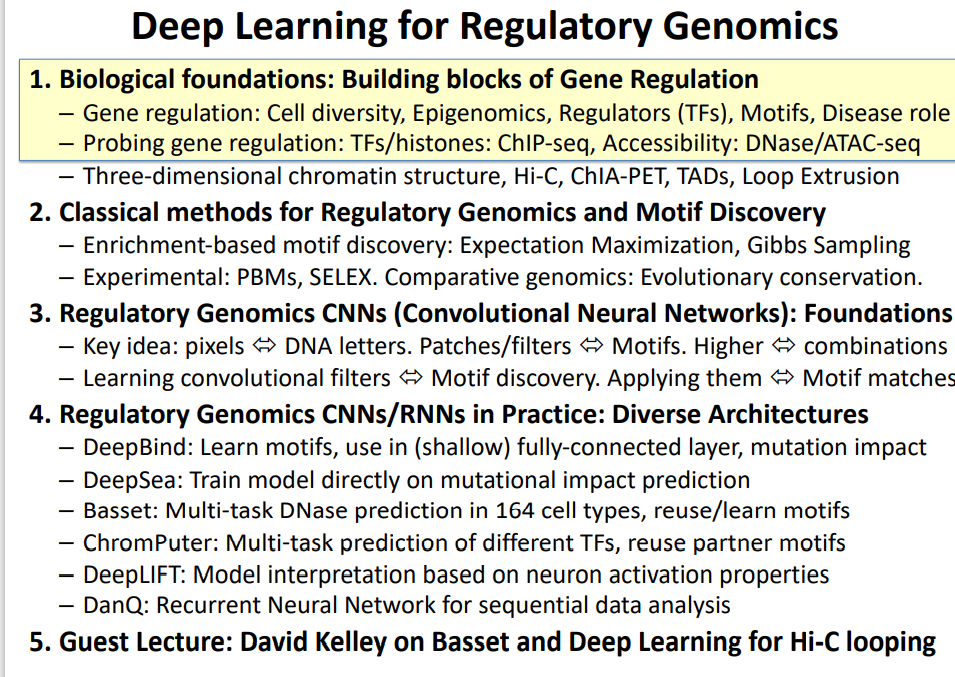 Deep Learning for Regulatory Genomics
1. Biological foundations: Building blocks of Gene Regulation
– Gene regulation: Cell diversity, Epigenomics, Regulators (TFs), Motifs, Disease role
– Probing gene regulation: TFs/histones: ChIP-seq, Accessibility: DNase/ATAC-seq
– Three-dimensional chromatin structure, Hi-C, ChIA-PET, TADs, Loop Extrusion
2. Classical methods for Regulatory Genomics and Motif Discovery
– Enrichment-based motif discovery: Expectation Maximization, Gibbs Sampling
– Experimental: PBMs, SELEX. Comparative genomics: Evolutionary conservation.
3. Regulatory Genomics CNNs (Convolutional Neural Networks): Foundations
– Key idea: pixels ⇔ DNA letters. Patches/filters ⇔ Motifs. Higher ⇔ combinations
– Learning convolutional filters ⇔ Motif discovery. Applying them ⇔ Motif matches
4. Regulatory Genomics CNNs/RNNs in Practice: Diverse Architectures
– DeepBind: Learn motifs, use in (shallow) fully-connected layer, mutation impact
– DeepSea: Train model directly on mutational impact prediction
– Basset: Multi-task DNase prediction in 164 cell types, reuse/learn motifs
– ChromPuter: Multi-task prediction of different TFs, reuse partner motifs
– DeepLIFT: Model interpretation based on neuron activation properties
– DanQ: Recurrent Neural Network for sequential data analysis
5. Guest Lecture: David Kelley on Basset and Deep Learning for Hi-C looping